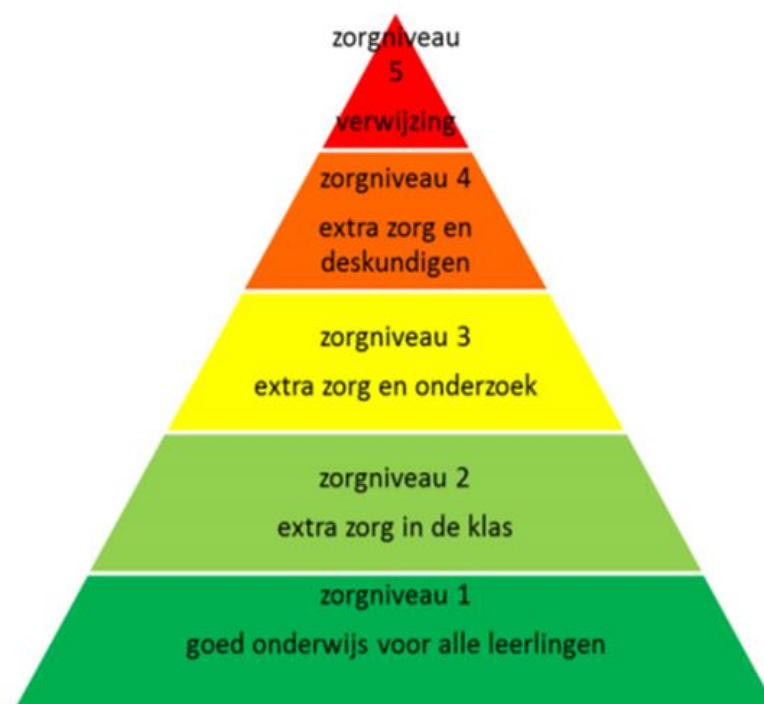 zorgniveau
5
verwijzing
zorgniveau 4
extra zorg en
deskundigen
zorgniveau 3
extra zorg en onderzoek
zorgniveau 2
extra zorg in de klas
zorgniveau 1
goed onderwijs voor alle leerlingen